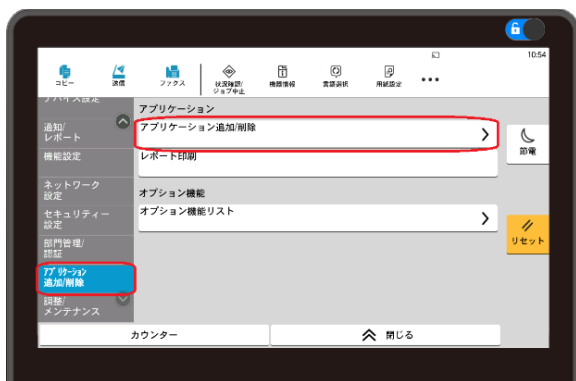 10:54
コピー
送信
ファクス
状況確認/
ジョブ中止
機器情報
言語選択
用紙設定
デバイス設定
通知/
レポート
機能設定
ネットワーク
設定
セキュリティー
設定
部門管理/
認証
アプリケーション
追加/削除
調整/
メンテナンス
アプリケーション
アプリケーション追加/削除
レポート印刷
オプション機能
オプション機能リスト
節電
リセット
カウンター
閉じる